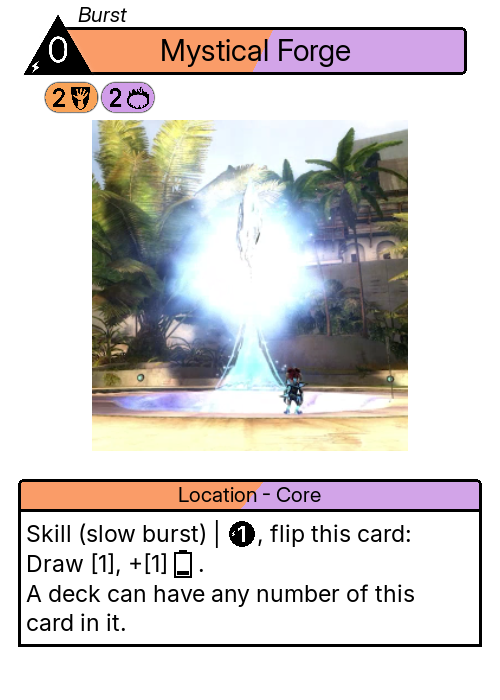 Burst
0 Mystical Forge
2 2
Location - Core
Skill (slow burst) | 1, flip this card:
Draw [1], +[1] .
A deck can have any number of this
card in it.